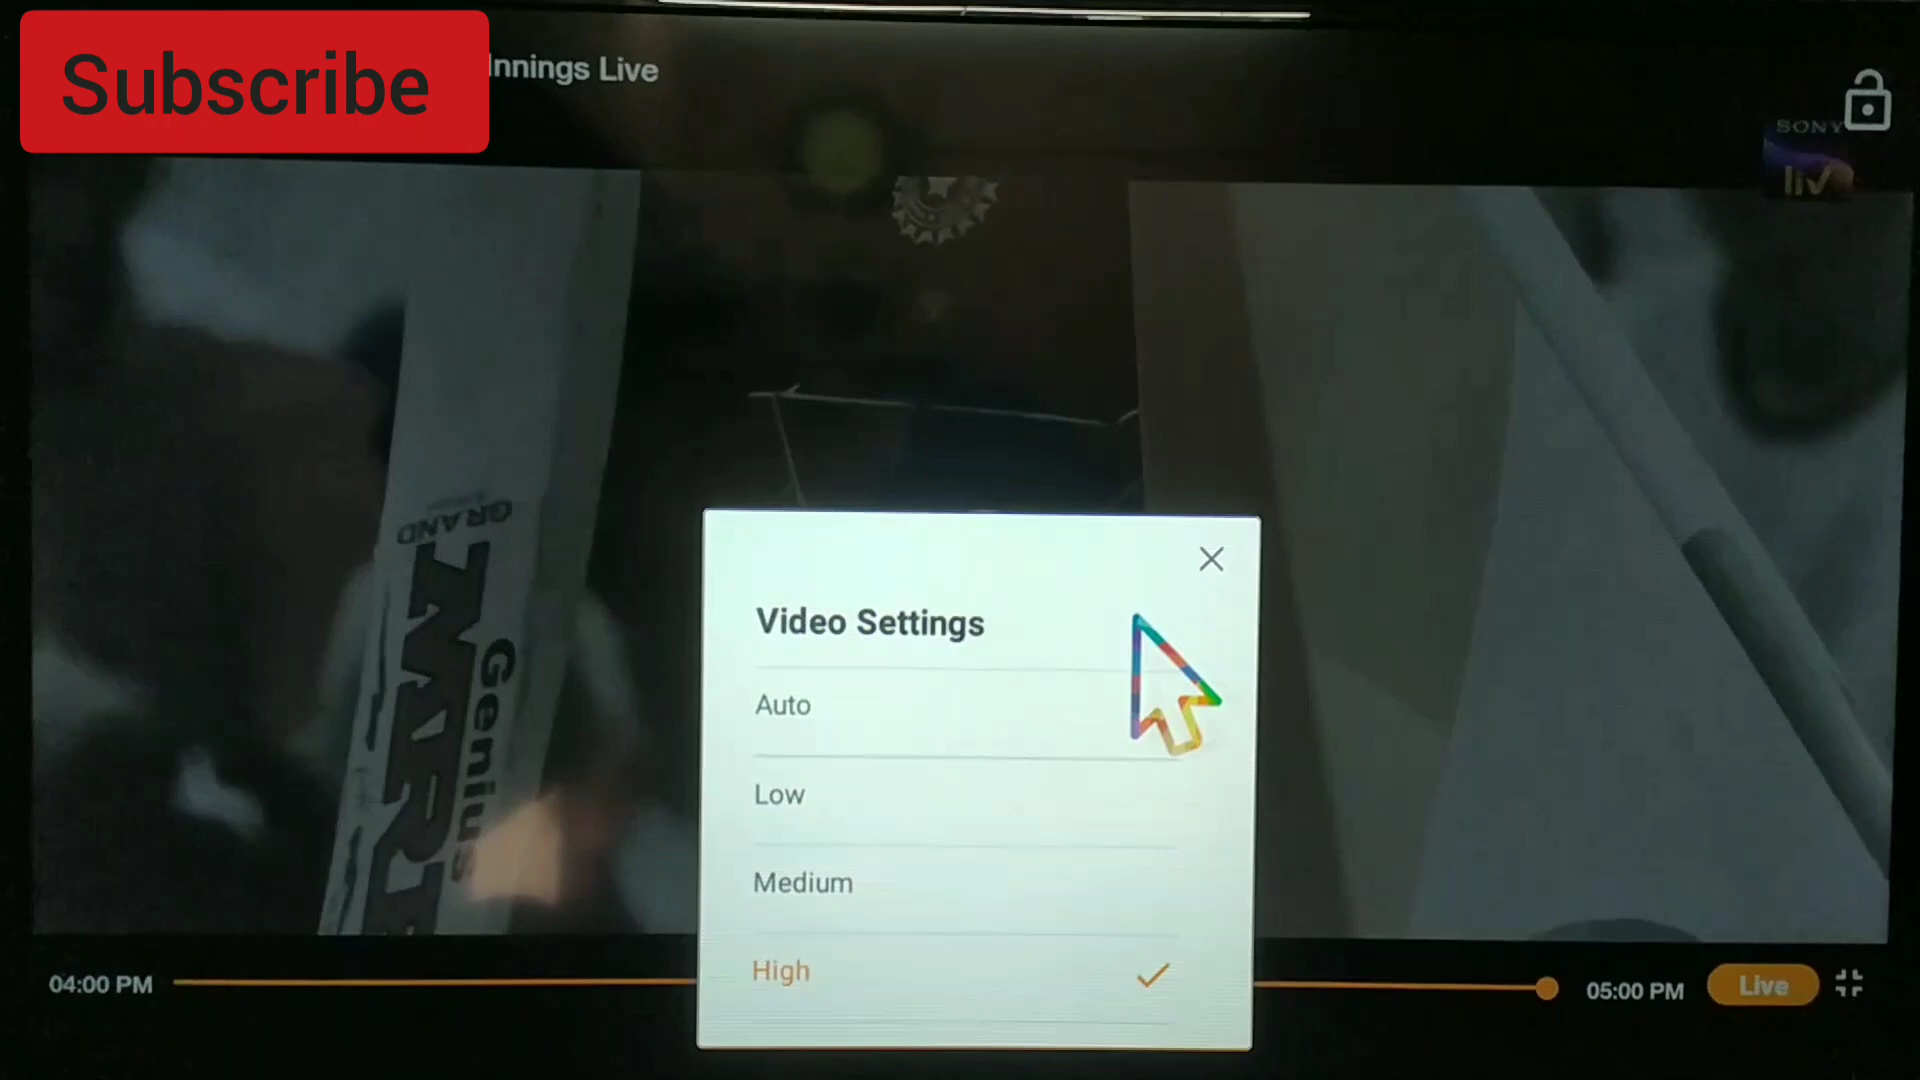 Subscribe
Innings Live
SONY
liv
GRAND
Genius
Video Settings
Auto
Low
Medium
High
04:00 PM
05:00 PM
Live